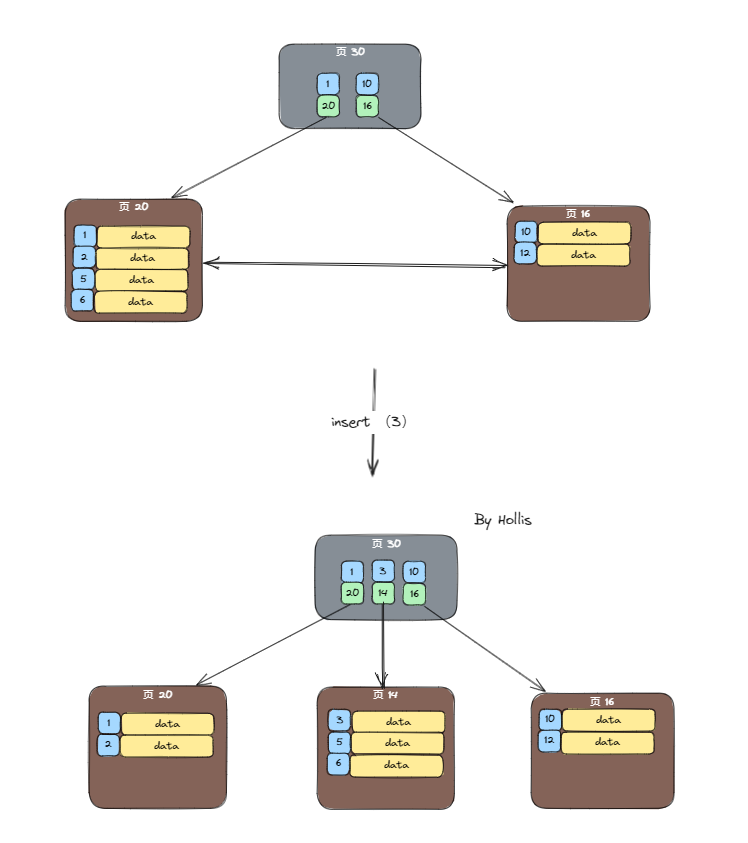 页 30
1 10
20 16
页 20
1 data
2 data
5 data
6 data
页 16
10 data
12 data
insert （3）
By Hollis
页 30
1 3 10
20 14 16
页 20
1 data
2 data
页 14
3 data
5 data
6 data
页 16
10 data
12 data